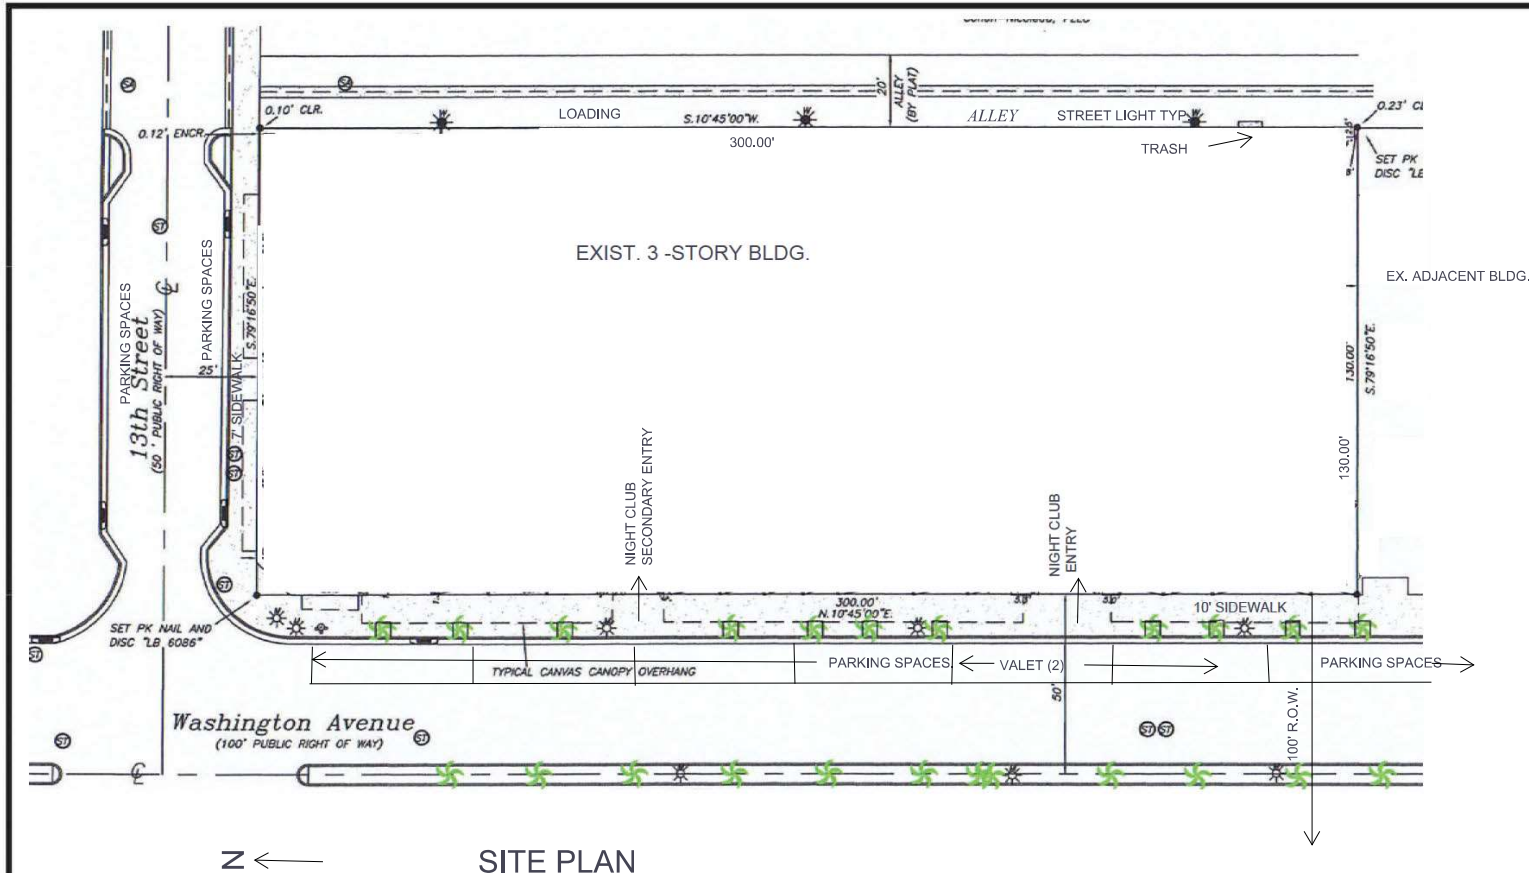 20'
ALLEY
(BY PLAT)
0.10' CLR.
LOADING
S.10°45'00"W.
ALLEY
STREET LIGHT TYP.
0.12' ENCR.
300.00'
TRASH
SET PK
EXIST. 3 -STORY BLDG.
EX. ADJACENT BLDG.
PARKING SPACES
13th Street
(50 ' PUBLIC RIGHT OF WAY)
PARKING SPACES
25'
7' SIDEWALK
S.79°16'50"E.
130.00'
S.79°16'50"E.
130.00'
NIGHT CLUB
SECONDARY ENTRY
NIGHT CLUB
ENTRY
300.00'
N.10°45'00"E.
10' SIDEWALK
SET PK NAIL AND
DISC "LB 6086"
TYPICAL CANVAS CANOPY OVERHANG
PARKING SPACES
VALET (2)
PARKING SPACES
50'
100' R.O.W.
Washington Avenue
(100' PUBLIC RIGHT OF WAY)
N
SITE PLAN